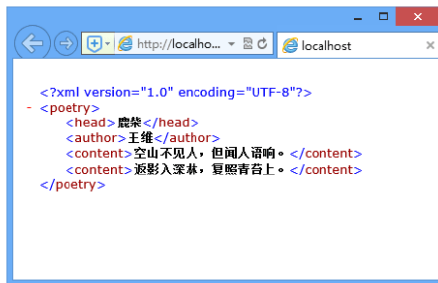 http://localho...
localhost
<?xml version="1.0" encoding="UTF-8"?>
- <poetry>
<head>鹿柴</head>
<author>王维</author>
<content>空山不见人，但闻人语响。</content>
<content>返影入深林，复照青苔上。</content>
</poetry>